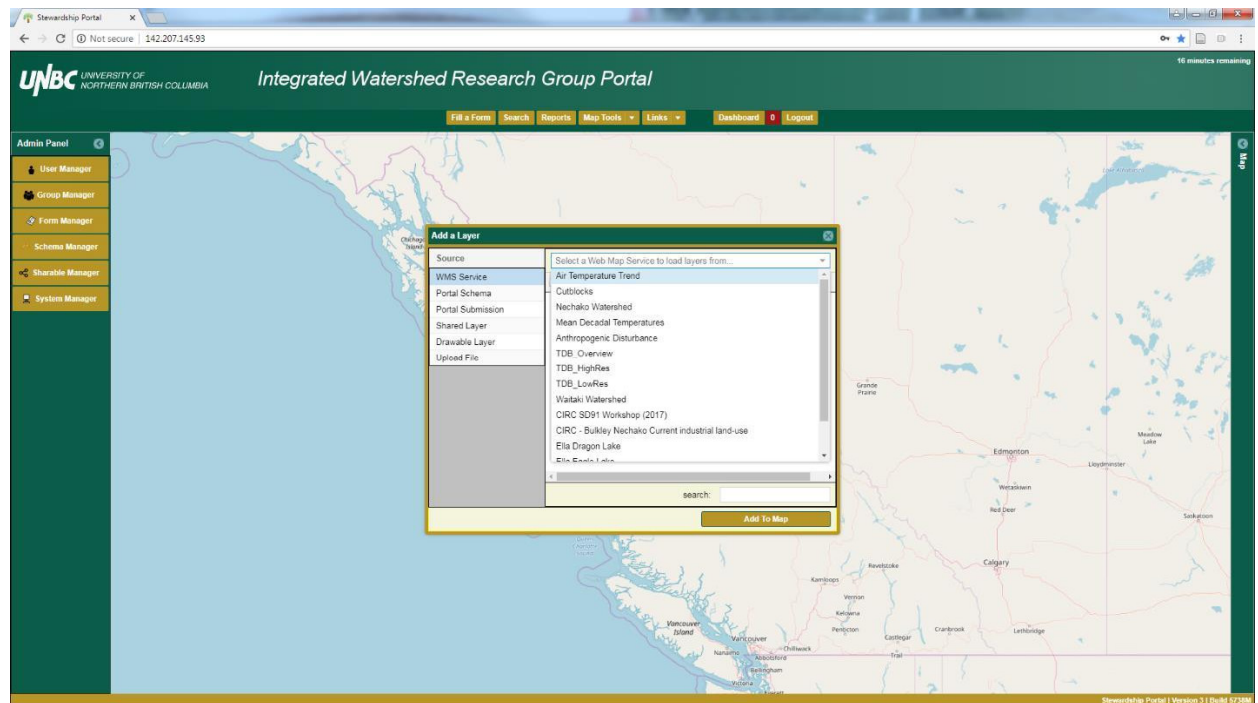 Stewardship Portal
Not secure | 142.207.145.93
UNBC UNIVERSITY OF
NORTHERN BRITISH COLUMBIA
Integrated Watershed Research Group Portal
16 minutes remaining
Fill a Form Search Reports Map Tools Links Dashboard 0 Logout
Admin Panel
Map
User Manager
Group Manager
Form Manager
Schema Manager
Sharable Manager
System Manager
Add a Layer
Source
WMS Service
Portal Schema
Portal Submission
Shared Layer
Drawable Layer
Upload File
Select a Web Map Service to load layers from...
Air Temperature Trend
Cutblocks
Nechako Watershed
Mean Decadal Temperatures
Anthropogenic Disturbance
TDB_Overview
TDB_HighRes
TDB_LowRes
Waitaki Watershed
CIRC SD91 Workshop (2017)
CIRC - Bulkley Nechako Current industrial land-use
Ella Dragon Lake
search:
Add To Map
Grande
Prairie
Meadow
Lake
Edmonton
Lloydminster
Wetaskiwin
Red Deer
Saskatoon
Calgary
Revelstoke
Kamloops
Vernon
Kelowna
Penticton
Castlegar
Cranbrook
Lethbridge
Trail
Vancouver
Island
Vancouver
Chilliwack
Nanaimo
Abbotsford
Bellingham
Victoria
Stewardship Portal | Version 3 | Build 6738M